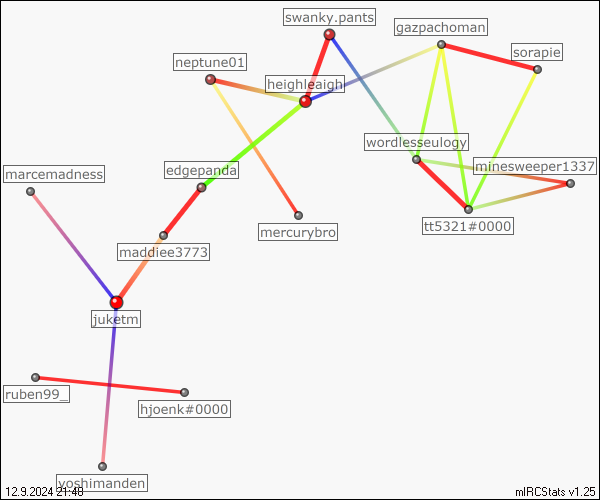 swanky.pants
gazpachoman
sorapie
neptune01
heighleaigh
wordlesseulogy
minesweeper1337
edgepanda
marcemadness
tt5321#0000
mercurybro
maddiee3773
juketm
ruben99_
hjoenk#0000
yoshimanden
12.9.2024 21:48
mIRCStats v1.25